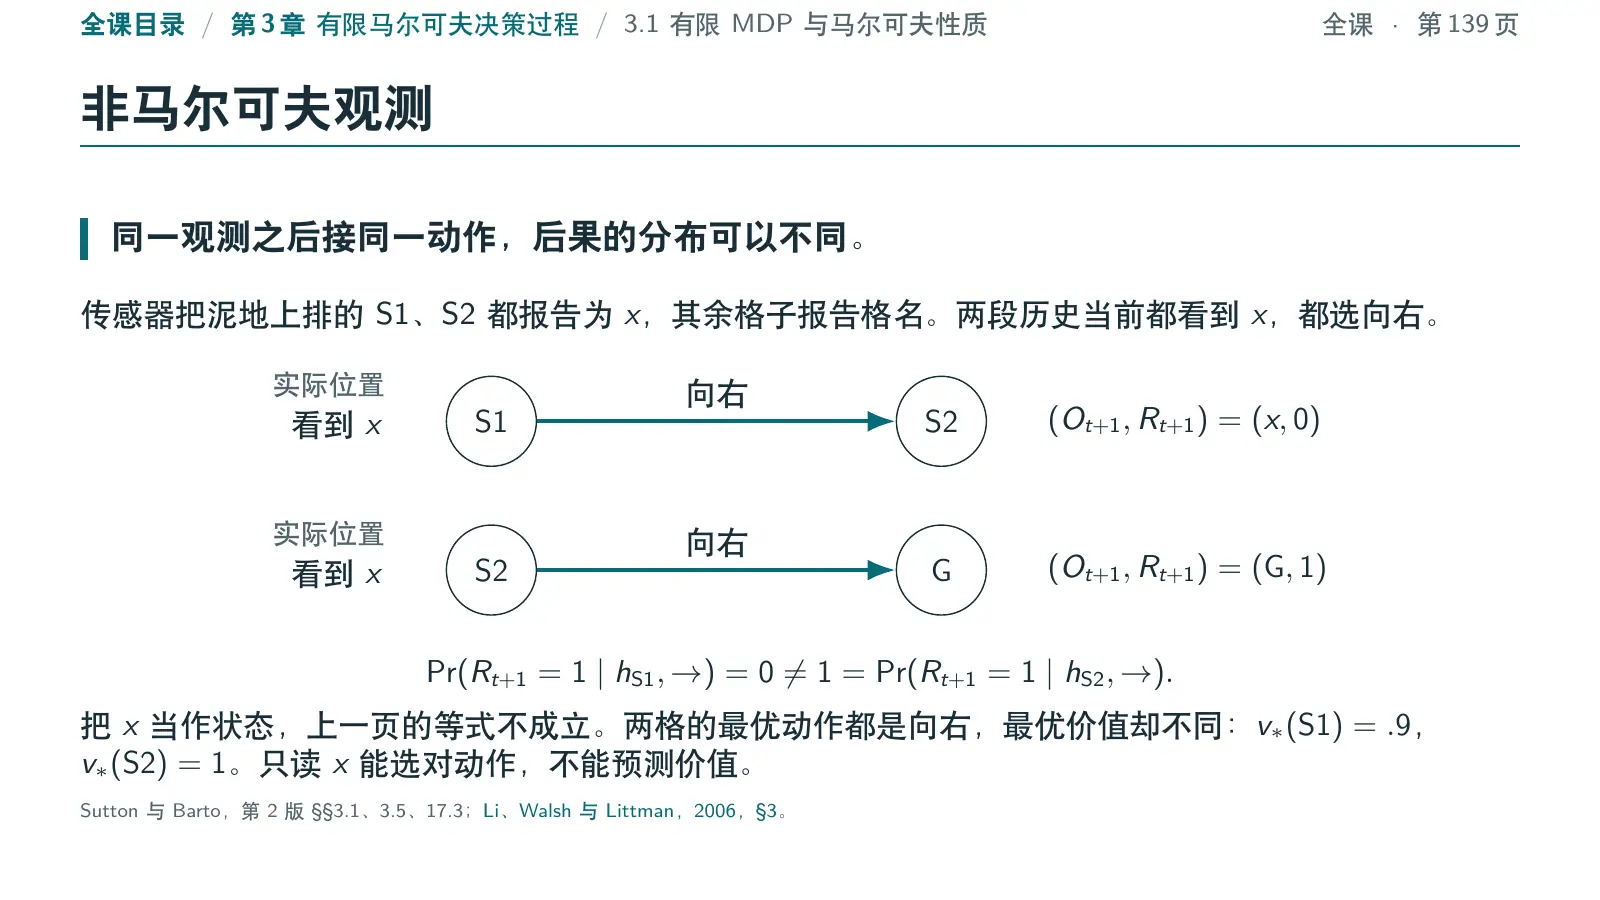 全课目录 / 第 3 章 有限马尔可夫决策过程 / 3.1 有限 MDP 与马尔可夫性质 全课 · 第 139 页
非马尔可夫观测
同一观测之后接同一动作，后果的分布可以不同。
传感器把泥地上排的 S1、S2 都报告为 x，其余格子报告格名。两段历史当前都看到 x，都选向右。
实际位置
看到 x
S1 向右 S2 (O_{t+1}, R_{t+1}) = (x, 0)
实际位置
看到 x
S2 向右 G (O_{t+1}, R_{t+1}) = (G, 1)
Pr(R_{t+1} = 1 | h_{S1}, →) = 0 ≠ 1 = Pr(R_{t+1} = 1 | h_{S2}, →).
把 x 当作状态，上一页的等式不成立。两格的最优动作都是向右，最优价值却不同：v_*(S1) = .9，
v_*(S2) = 1。只读 x 能选对动作，不能预测价值。
Sutton 与 Barto，第 2 版 §§3.1、3.5、17.3；Li、Walsh 与 Littman，2006，§3。